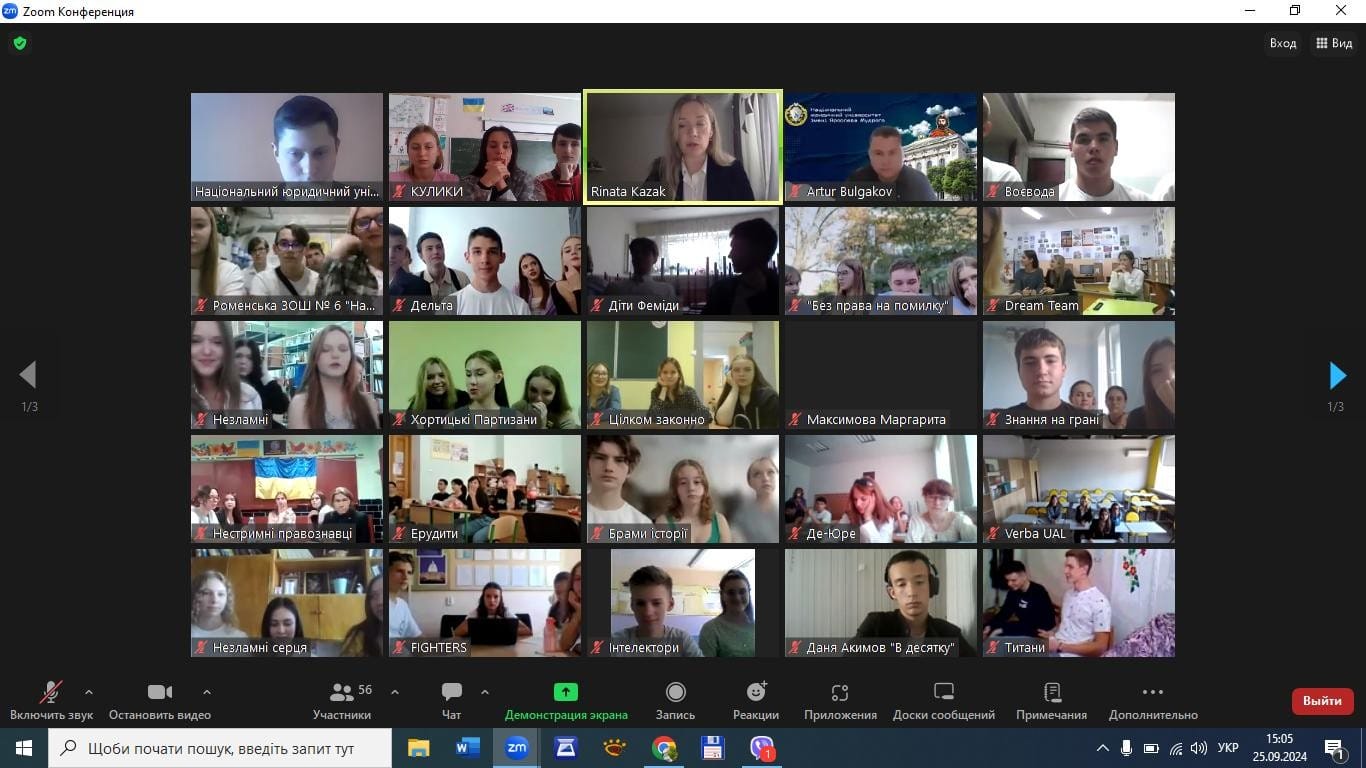 Zoom Конференция
Вход
Вид
Національний юридичний уні...
КУЛИКИ
Rinata Kazak
Національний
юридичний університет
імені Ярослава Мудрого
Artur Bulgakov
Воєвода
Роменська ЗОШ № 6 "На...
Дельта
Діти Феміди
"Без права на помилку"
Dream Team
Незламні
Хортицькі Партизани
Цілком законно
Максимова Маргарита
Знання на грані
1/3
1/3
Нестримні правознавці
Ерудити
Брами історії
Де-Юре
Verba UAL
Незламні серця
FIGHTERS
Інтелектори
Даня Акимов "В десятку"
Титани
56
Включить звук
Остановить видео
Участники
Чат
Демонстрация экрана
Запись
Реакции
Приложения
Доски сообщений
Примечания
Дополнительно
Выйти
Щоби почати пошук, введіть запит тут
zm
1
УКР
15:05
25.09.2024
1